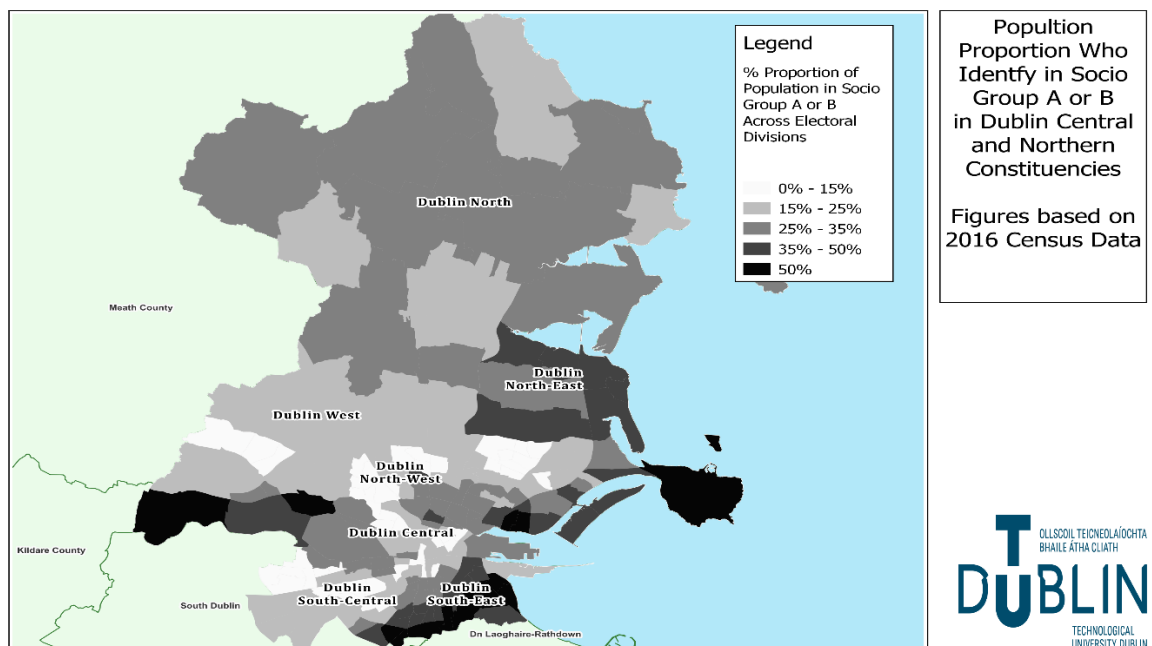 Popultion
Proportion Who
Identfy in Socio
Group A or B
in Dublin Central
and Northern
Constituencies
Figures based on
2016 Census Data
Legend
% Proportion of
Population in Socio
Group A or B
Across Electoral
Divisions
0% - 15%
15% - 25%
25% - 35%
35% - 50%
50%
Dublin North
Meath County
Dublin
North-East
Dublin West
Dublin
North-West
Dublin Central
Kildare County
South Dublin
Dublin
South-Central
Dublin
South-East
Dn Laoghaire-Rathdown
OLLSCOIL TEICNEOLAÍOCHTA
BHAILE ÁTHA CLIATH
TU DUBLIN
TECHNOLOGICAL
UNIVERSITY DUBLIN